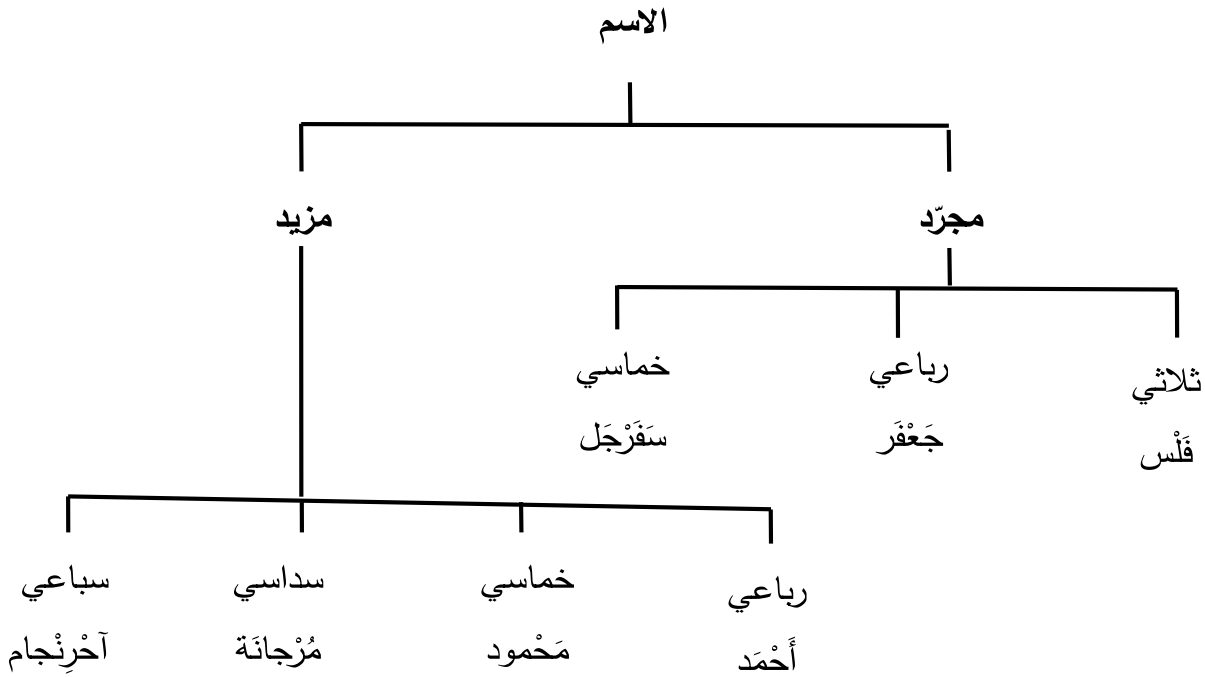 الاسم
مجرّد
مزيد
ثلاثي
رباعي
خماسي
فَلْس
جَعْفَر
سَفَرْجَل
رباعي
خماسي
سداسي
سباعي
أَحْمَد
مَحْمود
مُرْجانَة
آحْرِنْجام